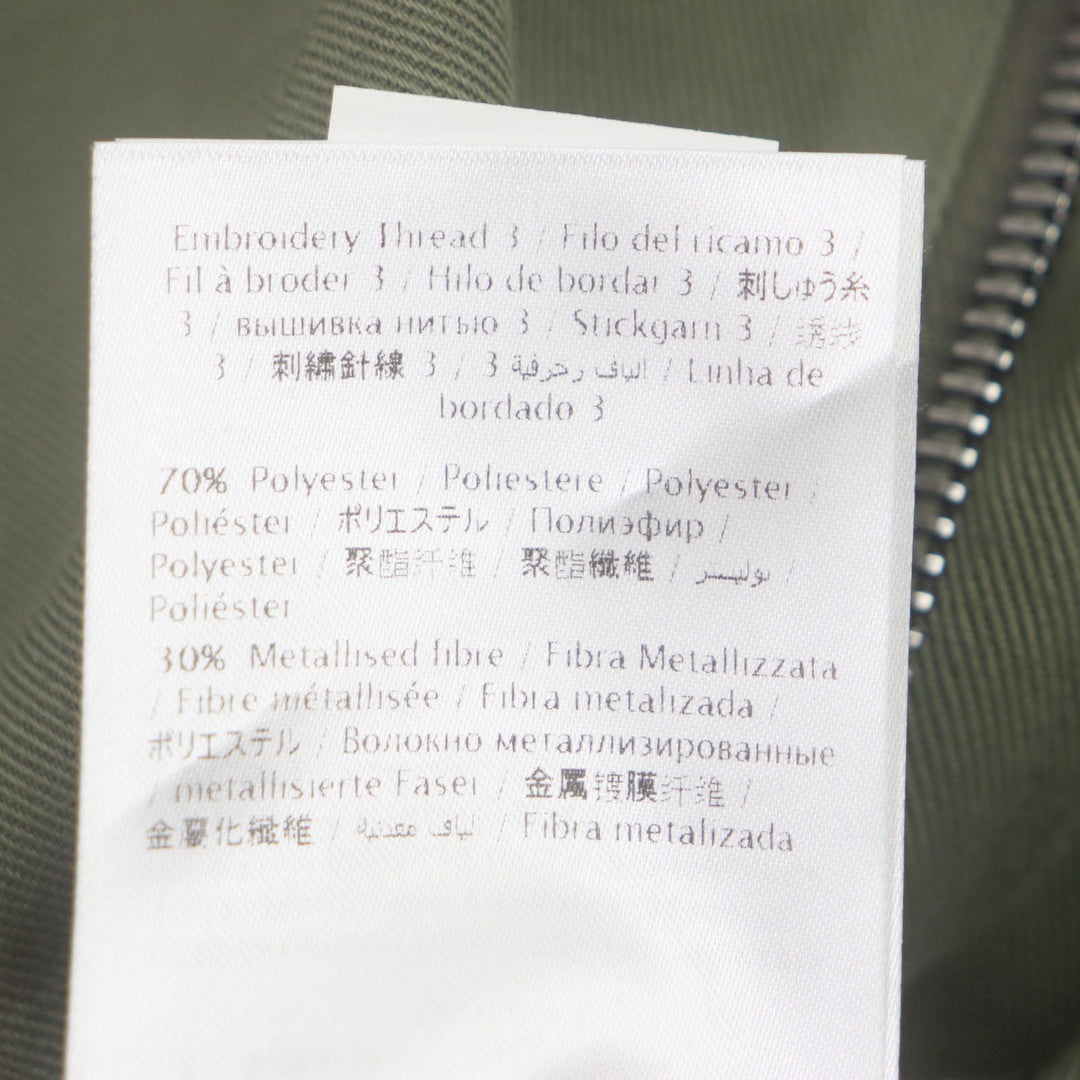 Embroidery Thread 3 / Filo del ricamo 3 /
Fil à broder 3 / Hilo de bordar 3 / 刺しゅう糸
3 / вышивка нитью 3 / Stickgarn 3 /
3 / 刺繡針線 3 / 3 الياف زخرفية / Linha de
bordado 3
70% Polyester / Poliestere / Polyester /
Poliéster / ポリエステル / Полиэфир /
Polyester / 聚酯纤维 / 聚酯纖維 / بوليستر /
Poliéster
30% Metallised fibre / Fibra Metallizzata
/ Fibre métallisée / Fibra metalizada /
ポリエステル / Волокно металлизированные
/ metallisierte Faser / 金属镀膜纤维 /
金屬化纖維 / الياف معدنية / Fibra metalizada